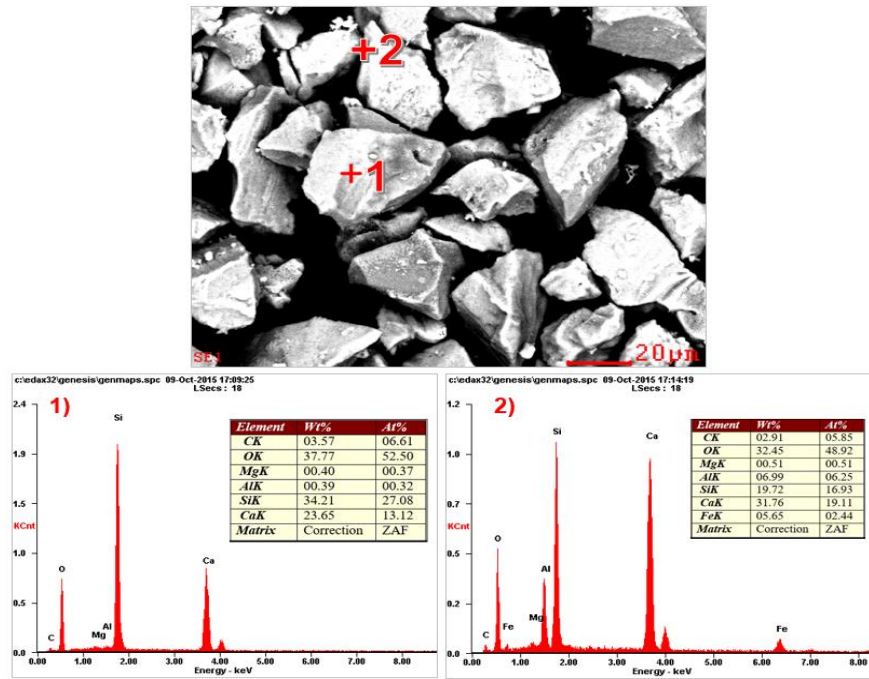 +2
+1
SE1
20 µm
c:\edax32\genesis\genmaps.spc 09-Oct-2015 17:09:25
LSecs : 18
1)
2.4
1.9
1.4
KCnt
1.0
0.5
0.0
Si
O
Ca
C
Mg
Al
Element Wt% At%
CK 03.57 06.61
OK 37.77 52.50
MgK 00.40 00.37
AlK 00.39 00.32
SiK 34.21 27.08
CaK 23.65 13.12
Matrix Correction ZAF
0.00 1.00 2.00 3.00 4.00 5.00 6.00 7.00 8.00
Energy - keV
c:\edax32\genesis\genmaps.spc 09-Oct-2015 17:14:19
LSecs : 18
2)
1.2
1.0
0.7
KCnt
0.5
0.2
0.0
Si
Ca
O
Al
Fe
Mg
C
Fe
Element Wt% At%
CK 02.91 05.85
OK 32.45 48.92
MgK 00.51 00.51
AlK 06.99 06.25
SiK 19.72 16.93
CaK 31.76 19.11
FeK 05.65 02.44
Matrix Correction ZAF
0.00 1.00 2.00 3.00 4.00 5.00 6.00 7.00 8.00
Energy - keV